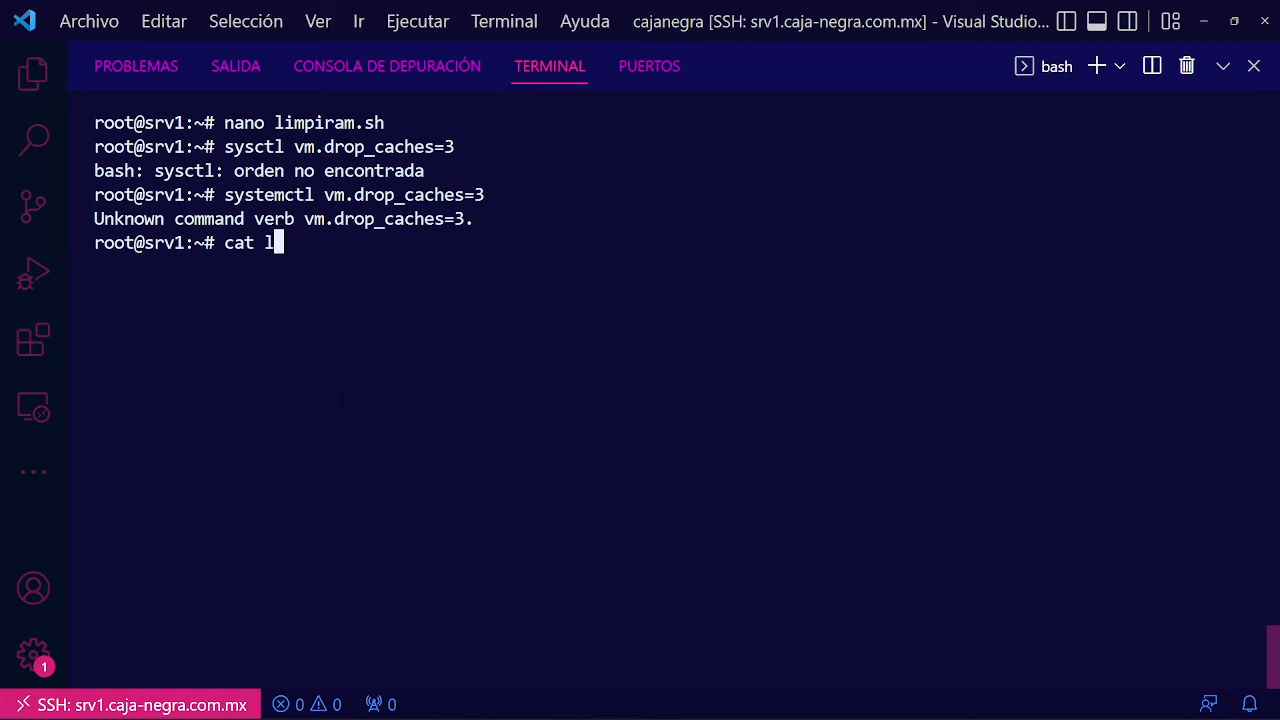 Archivo Editar Selección Ver Ir Ejecutar Terminal Ayuda cajanegra [SSH: srv1.caja-negra.com.mx] - Visual Studio...
PROBLEMAS SALIDA CONSOLA DE DEPURACIÓN TERMINAL PUERTOS bash
root@srv1:~# nano limpiram.sh
root@srv1:~# sysctl vm.drop_caches=3
bash: sysctl: orden no encontrada
root@srv1:~# systemctl vm.drop_caches=3
Unknown command verb vm.drop_caches=3.
root@srv1:~# cat l
1
SSH: srv1.caja-negra.com.mx 0 0 0